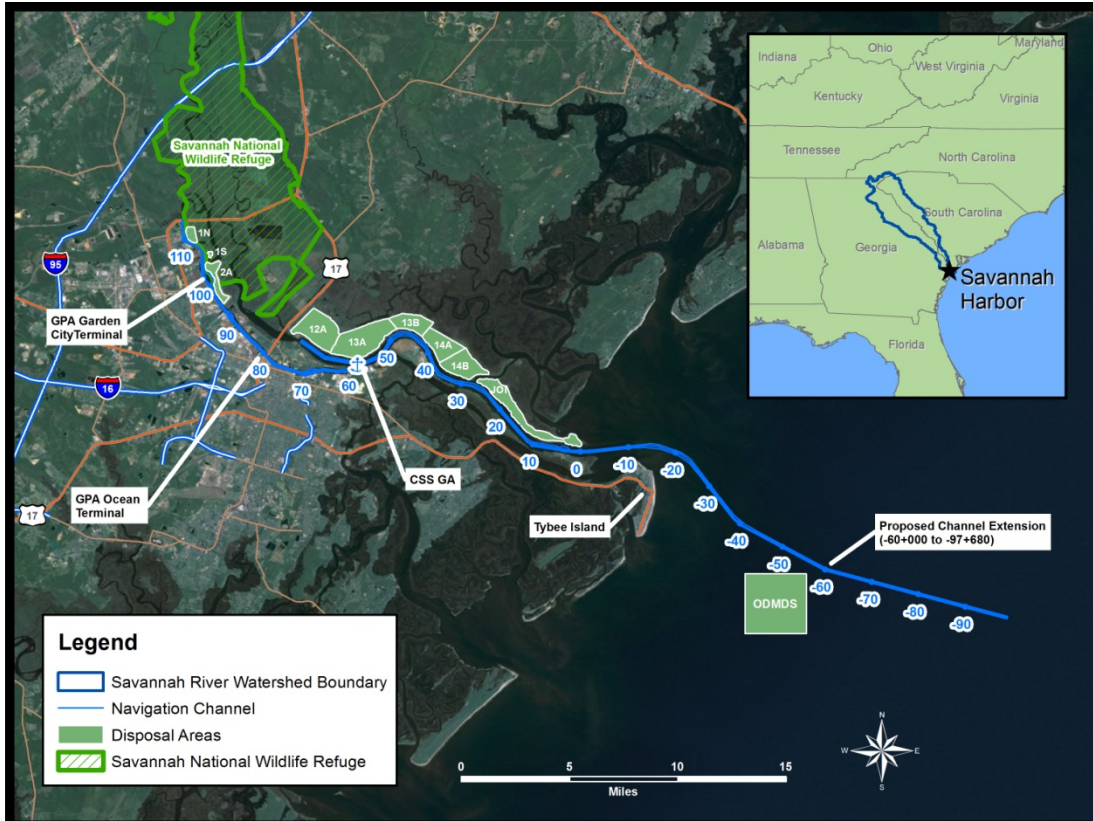 Savannah National
Wildlife Refuge
1N
1S
2A
110
100
90
80
70
60
50
40
30
20
10
0
-10
-20
-30
-40
-50
-60
-70
-80
-90
95
17
16
17
GPA Garden
CityTerminal
GPA Ocean
Terminal
12A
13A
13B
14A
14B
JO
CSS GA
Tybee Island
Proposed Channel Extension
(-60+000 to -97+680)
ODMDS
Indiana
Ohio
Maryland
West Virginia
Kentucky
Virginia
Tennessee
North Carolina
South Carolina
Georgia
Alabama
Florida
Savannah
Harbor
Legend
Savannah River Watershed Boundary
Navigation Channel
Disposal Areas
Savannah National Wildlife Refuge
0
5
10
15
Miles
N
W
E
S